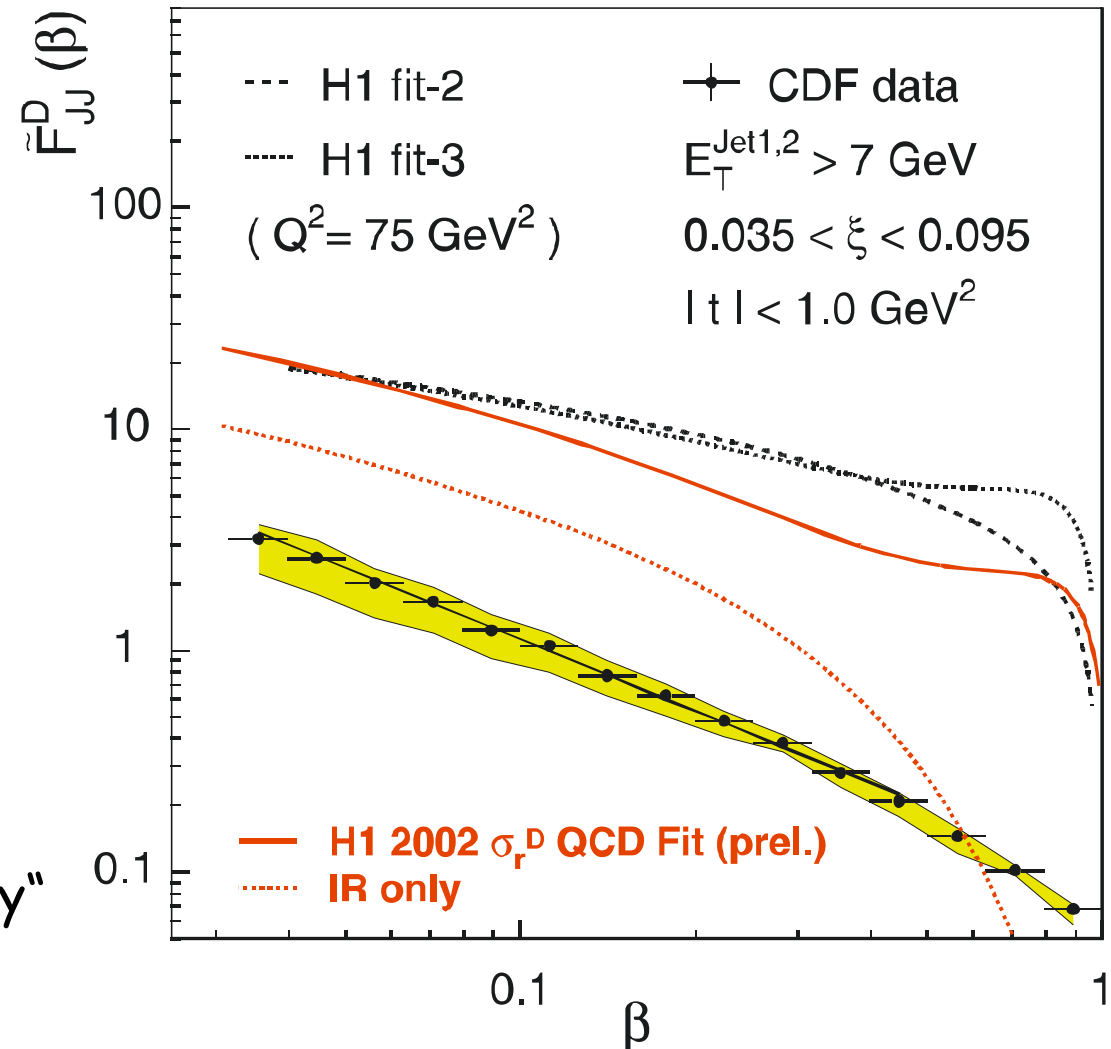 F̃ᴰ_JJ (β)
H1 fit-2
H1 fit-3
( Q²= 75 GeV² )
CDF data
E_T^Jet1,2 > 7 GeV
0.035 < ξ < 0.095
| t | < 1.0 GeV²
100
10
1
0.1
H1 2002 σ_r^D QCD Fit (prel.)
IR only
y"
0.1
1
β